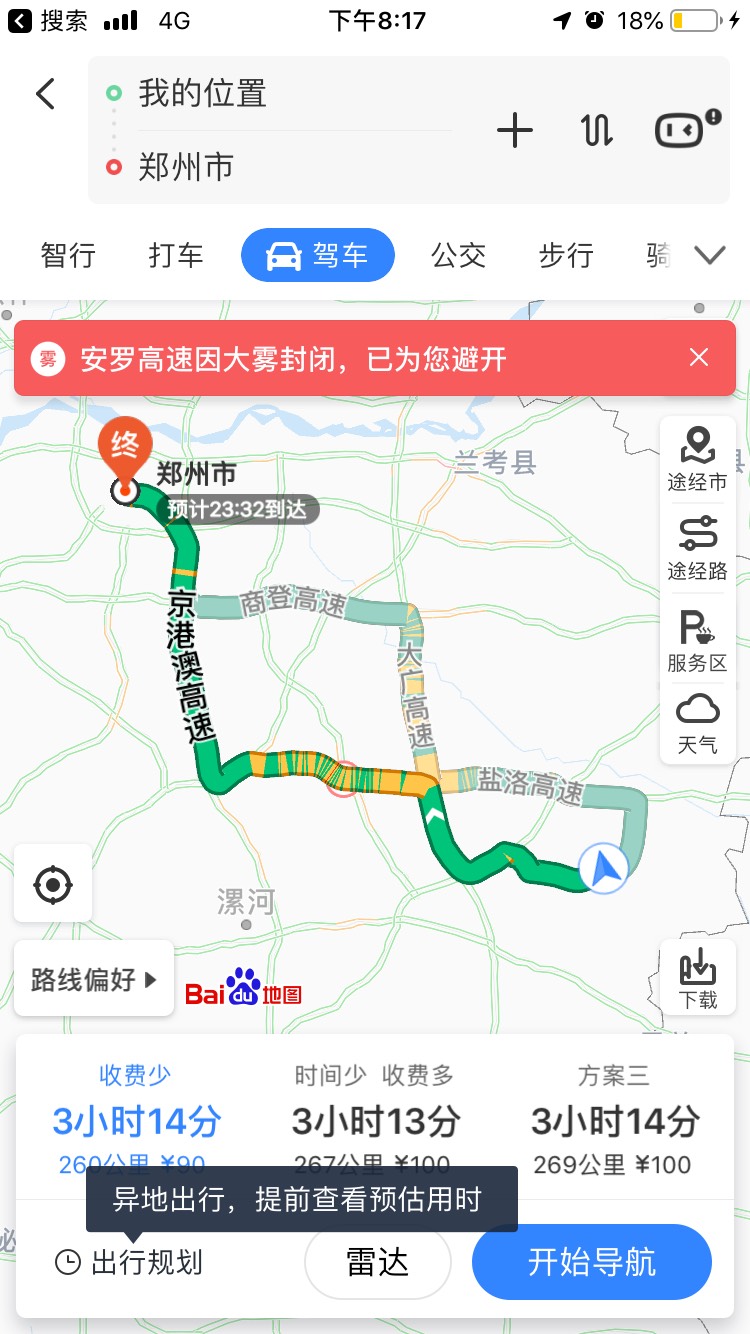 搜索 4G 下午8:17 18%
我的位置
郑州市
智行 打车 驾车 公交 步行 骑
雾 安罗高速因大雾封闭，已为您避开
兰考县
终
郑州市
预计23:32到达
途经市
途经路
服务区
天气
商登高速
京港澳高速
大广高速
盐洛高速
漯河
路线偏好
Bai du 地图
下载
收费少 时间少 收费多 方案三
3小时14分 3小时13分 3小时14分
260公里 ¥90 267公里 ¥100 269公里 ¥100
异地出行，提前查看预估用时
出行规划 雷达 开始导航